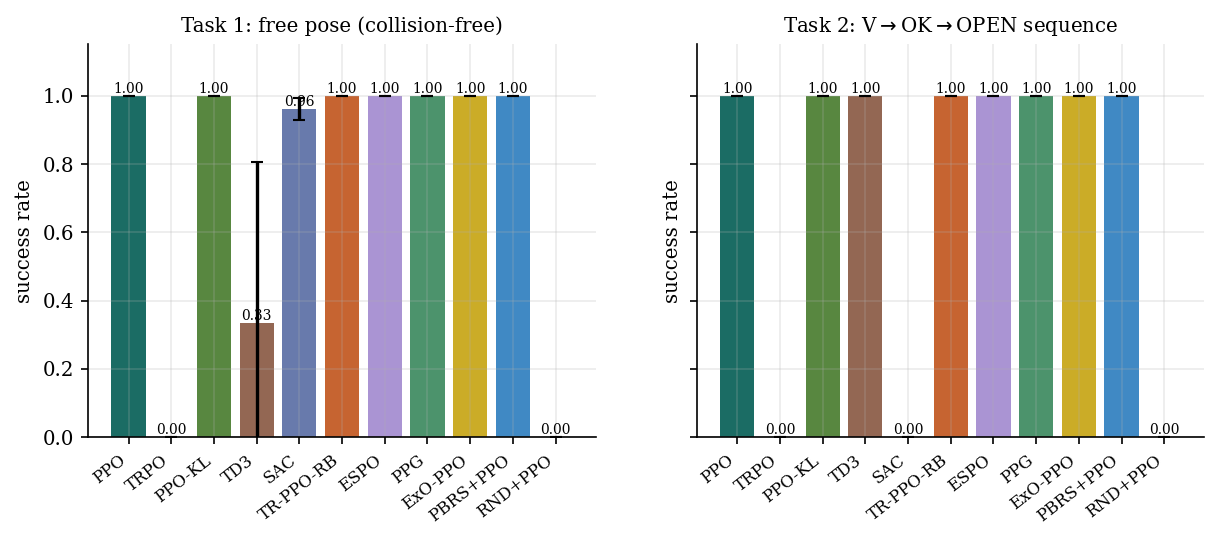 Task 1: free pose (collision-free)
success rate
1.0
0.8
0.6
0.4
0.2
0.0
1.00
0.00
1.00
0.33
0.96
1.00
1.00
1.00
1.00
1.00
0.00
PPO
TRPO
PPO-KL
TD3
SAC
TR-PPO-RB
ESPO
PPG
ExO-PPO
PBRS+PPO
RND+PPO
Task 2: V→OK→OPEN sequence
success rate
1.00
0.00
1.00
1.00
0.00
1.00
1.00
1.00
1.00
1.00
0.00
PPO
TRPO
PPO-KL
TD3
SAC
TR-PPO-RB
ESPO
PPG
ExO-PPO
PBRS+PPO
RND+PPO